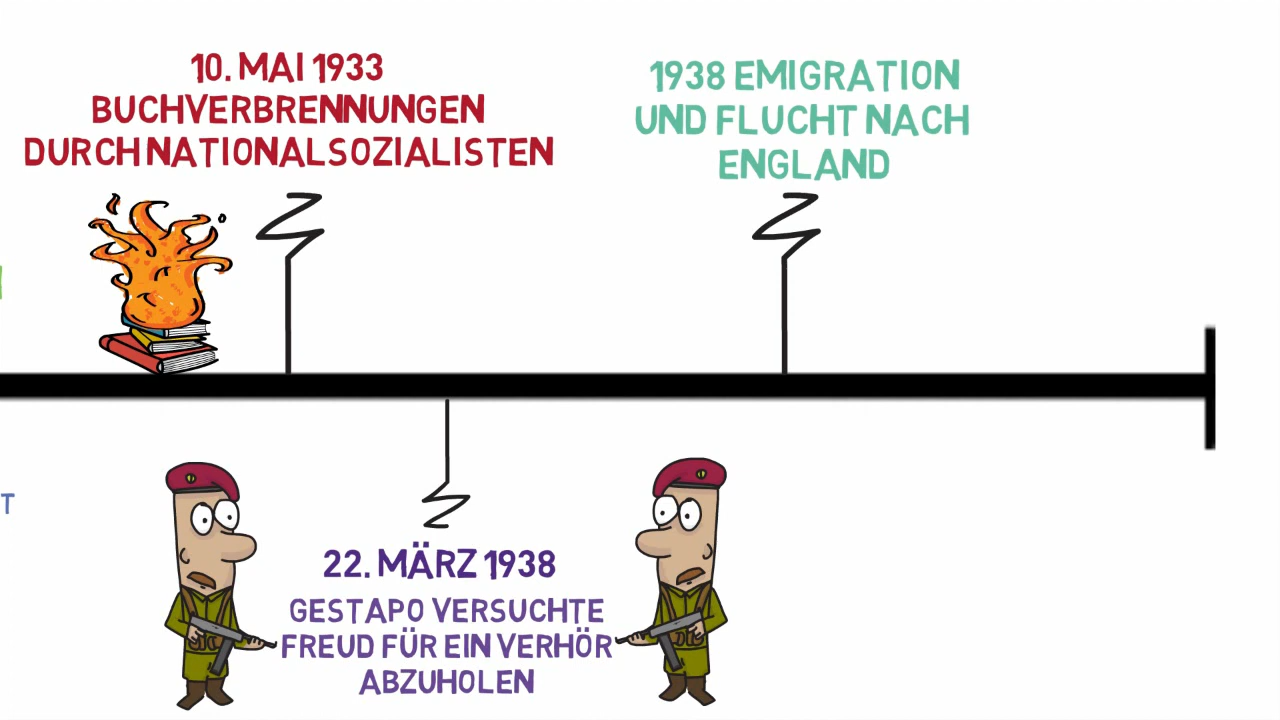 10. MAI 1933
BUCHVERBRENNUNGEN
DURCH NATIONALSOZIALISTEN
1938 EMIGRATION
UND FLUCHT NACH
ENGLAND
22. MÄRZ 1938
GESTAPO VERSUCHTE
FREUD FÜR EIN VERHÖR
ABZUHOLEN